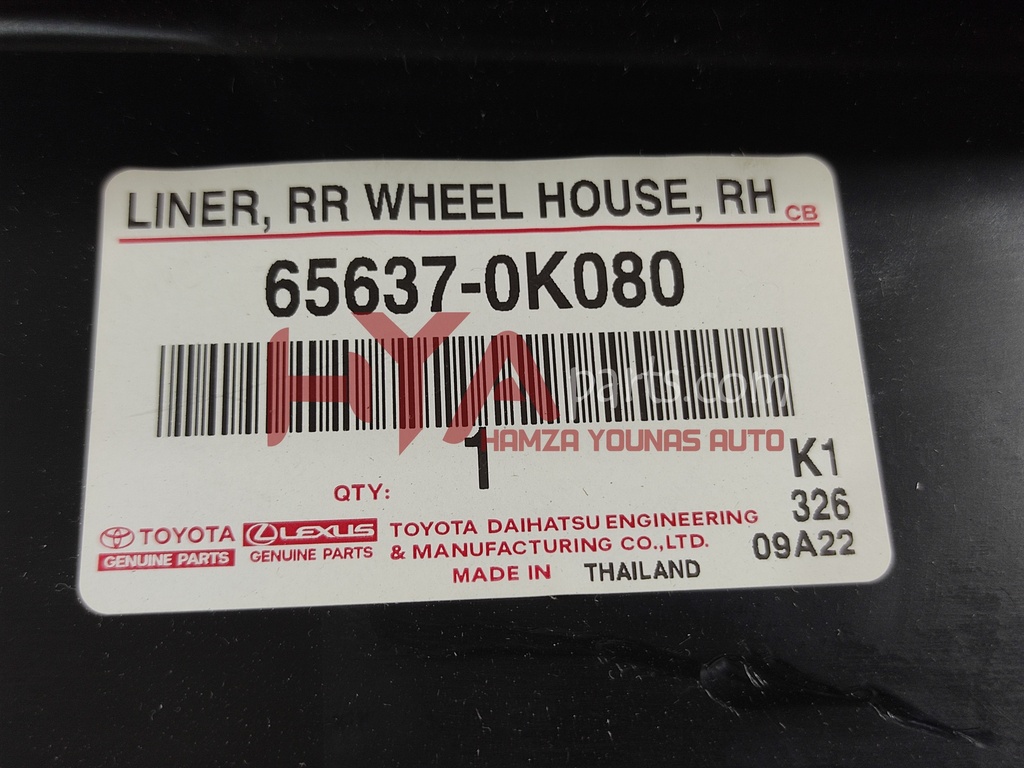 LINER, RR WHEEL HOUSE, RH CB
65637-0K080
HYA parts.com
HAMZA YOUNAS AUTO
QTY: 1
K1
326
09A22
TOYOTA
GENUINE PARTS
LEXUS
GENUINE PARTS
TOYOTA DAIHATSU ENGINEERING
& MANUFACTURING CO.,LTD.
MADE IN THAILAND